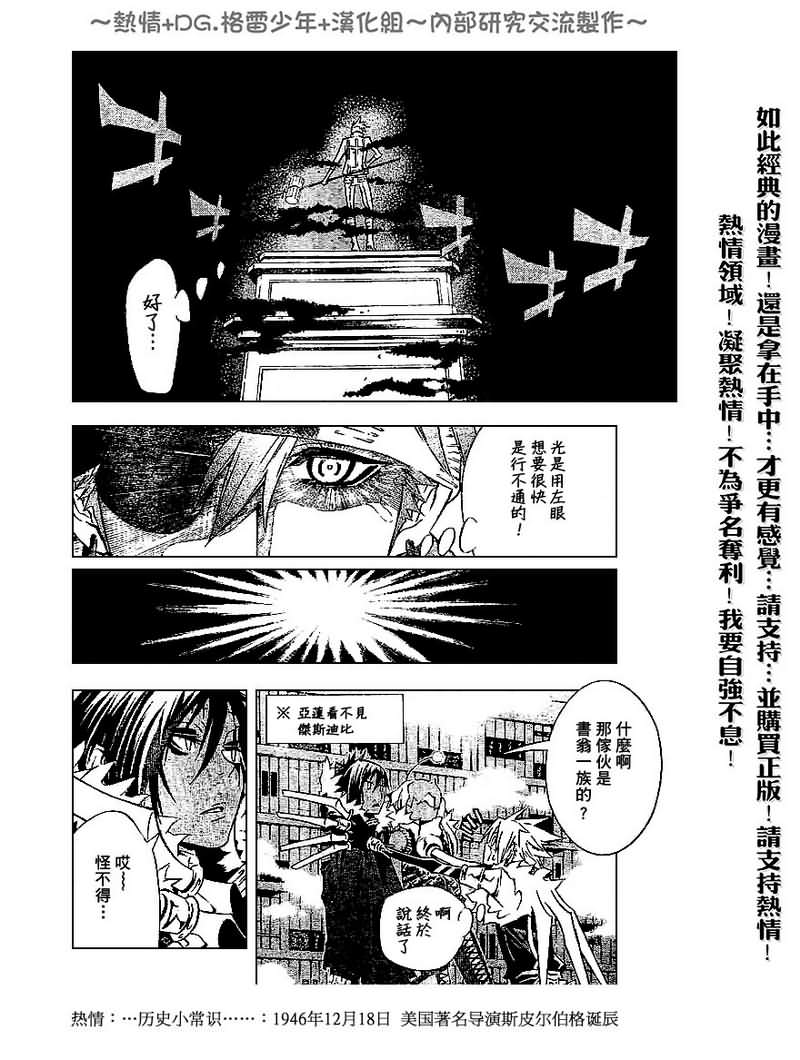 ～熱情+DG.格雷少年+漢化組～內部研究交流製作～
如此經典的漫畫！還是拿在手中…才更有感覺…請支持…並購買正版！請支持熱情！
熱情領域！凝聚熱情！不為爭名奪利！我要自強不息！
キ
キ
キ
キ
好了…
光是用左眼
想要很快
是行不通的！
什麼啊
那傢伙是
書翁一族的？
※亞蓮看不見
傑斯迪比
啊
終於
說話了
哎～
怪不得…
热情：…历史小常识……：1946年12月18日 美国著名导演斯皮尔伯格诞辰